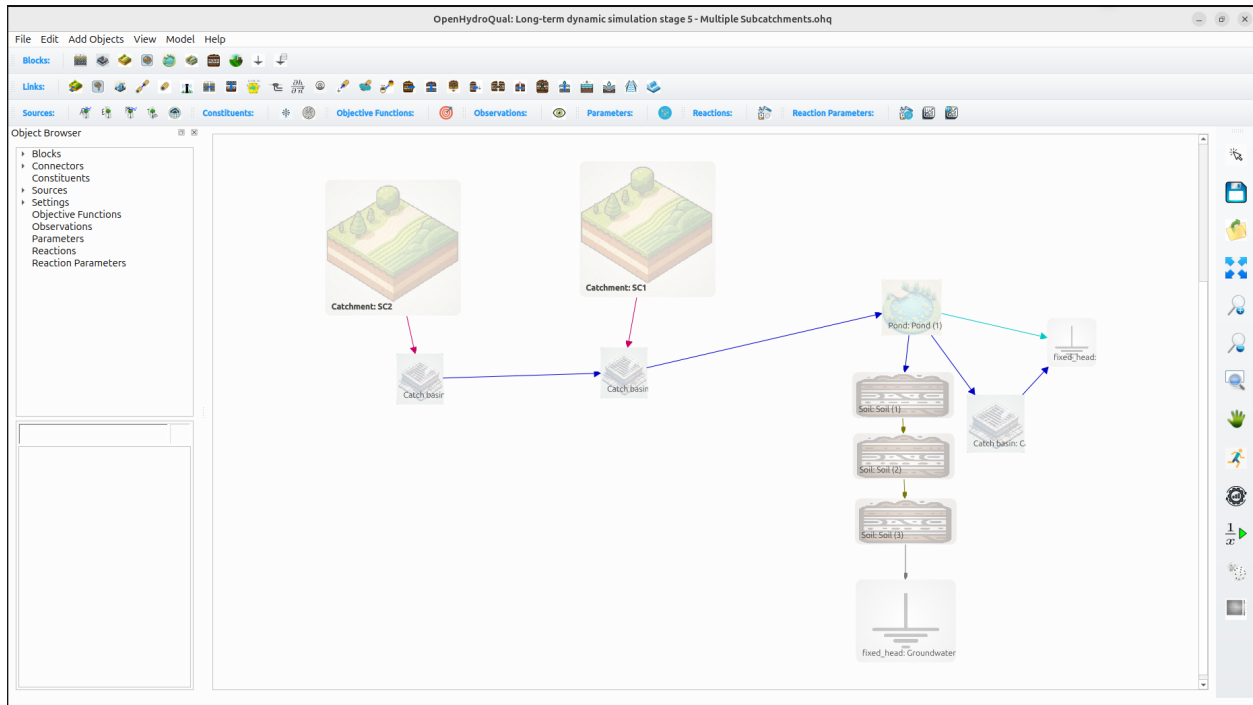 OpenHydroQual: Long-term dynamic simulation stage 5 - Multiple Subcatchments.ohq
File Edit Add Objects View Model Help
Blocks:
Links:
Sources: Constituents: Objective Functions: Observations: Parameters: Reactions: Reaction Parameters:
Object Browser
Blocks
Connectors
Constituents
Sources
Settings
Objective Functions
Observations
Parameters
Reactions
Reaction Parameters
Catchment: SC2
Catchment: SC1
Catch basin
Catch basin
Pond: Pond (1)
fixed_head:
Soil: Soil (1)
Catch basin: C
Soil: Soil (2)
Soil: Soil (3)
fixed_head: Groundwater
1
x